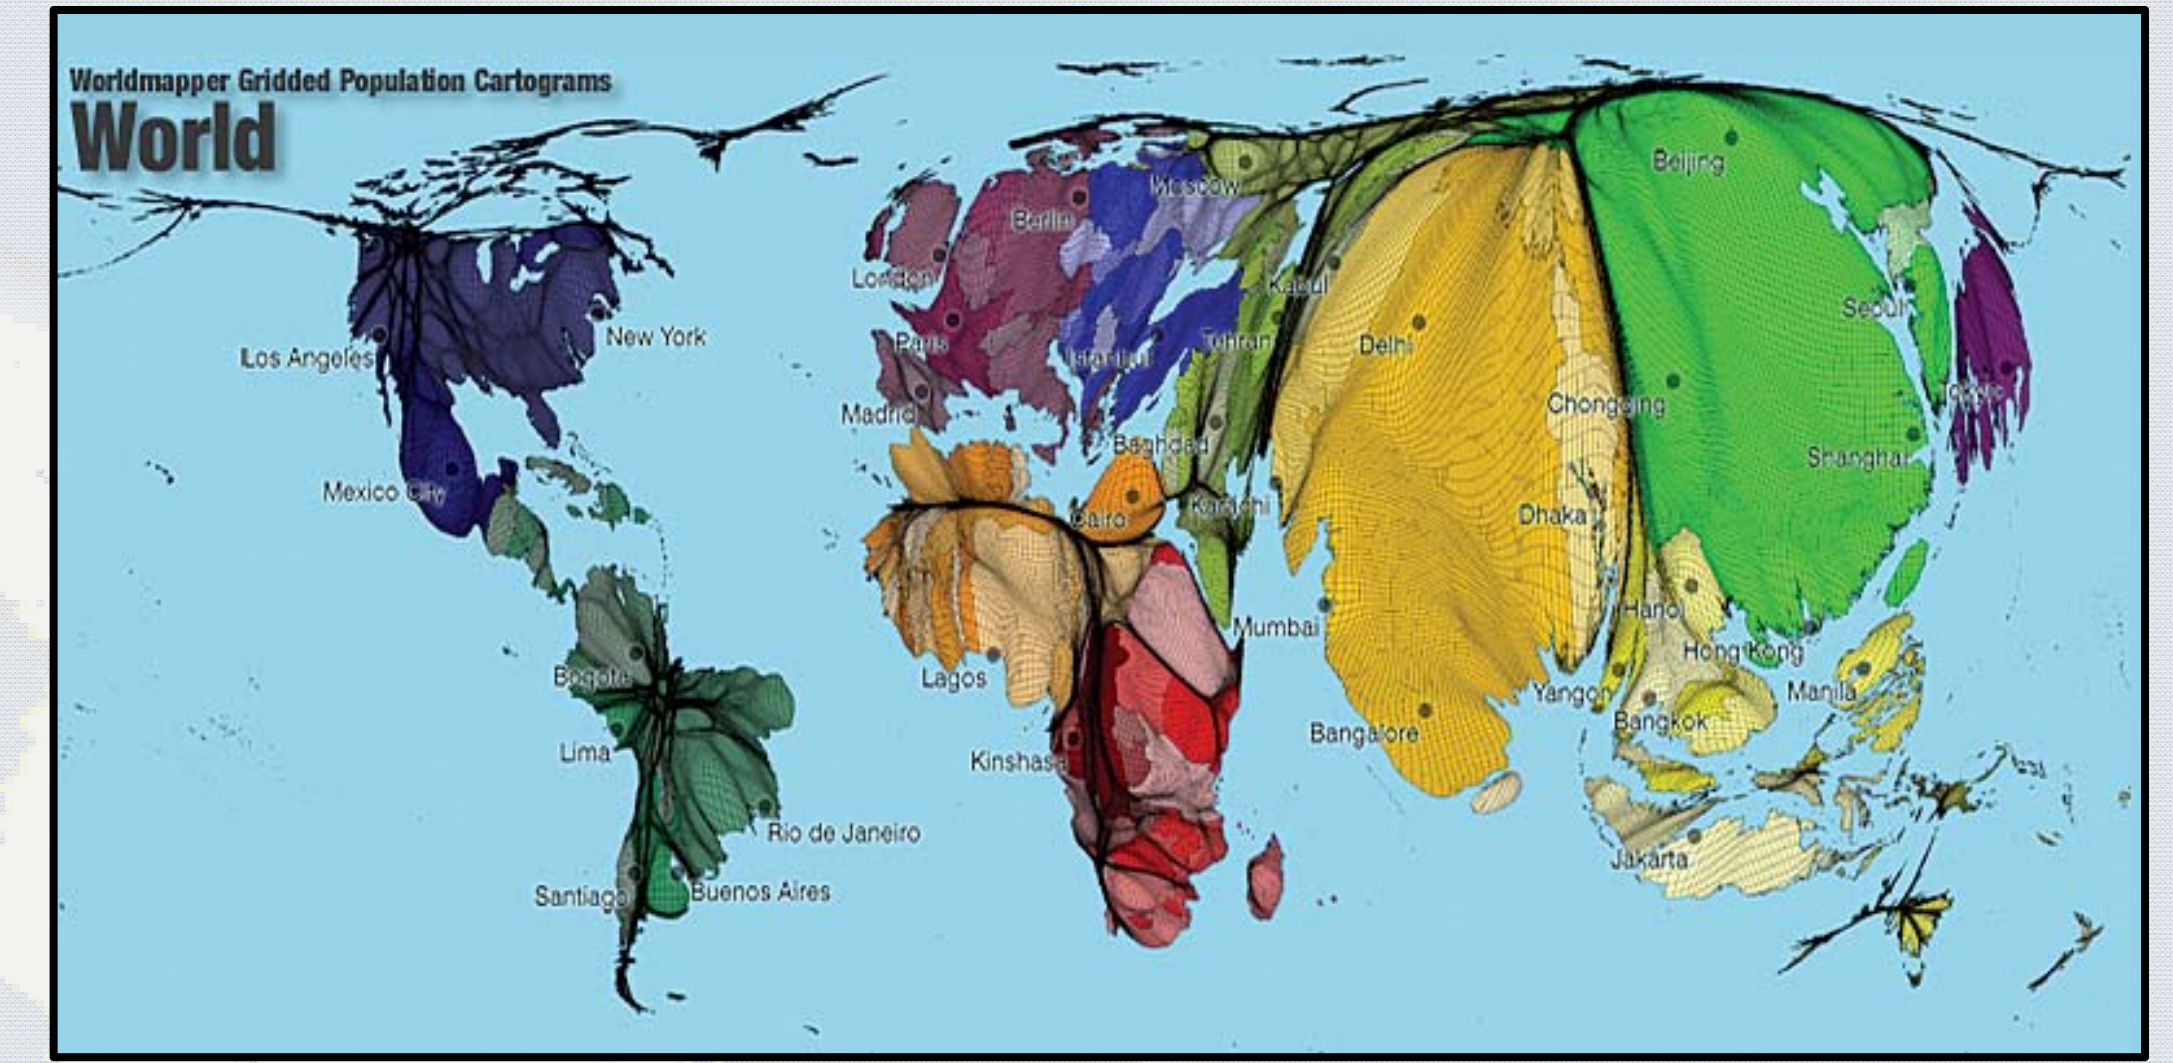 Worldmapper Gridded Population Cartograms
World
Beijing
Moscow
Berlin
London
Kabul
Seoul
New York
Tehran
Paris
Istanbul
Delhi
Los Angeles
Tokyo
Chongqing
Madrid
Baghdad
Shanghai
Mexico City
Karachi
Cairo
Dhaka
Hanoi
Mumbai
Hong Kong
Bogota
Lagos
Yangon
Manila
Bangkok
Bangalore
Lima
Kinshasa
Rio de Janeiro
Jakarta
Santiago
Buenos Aires